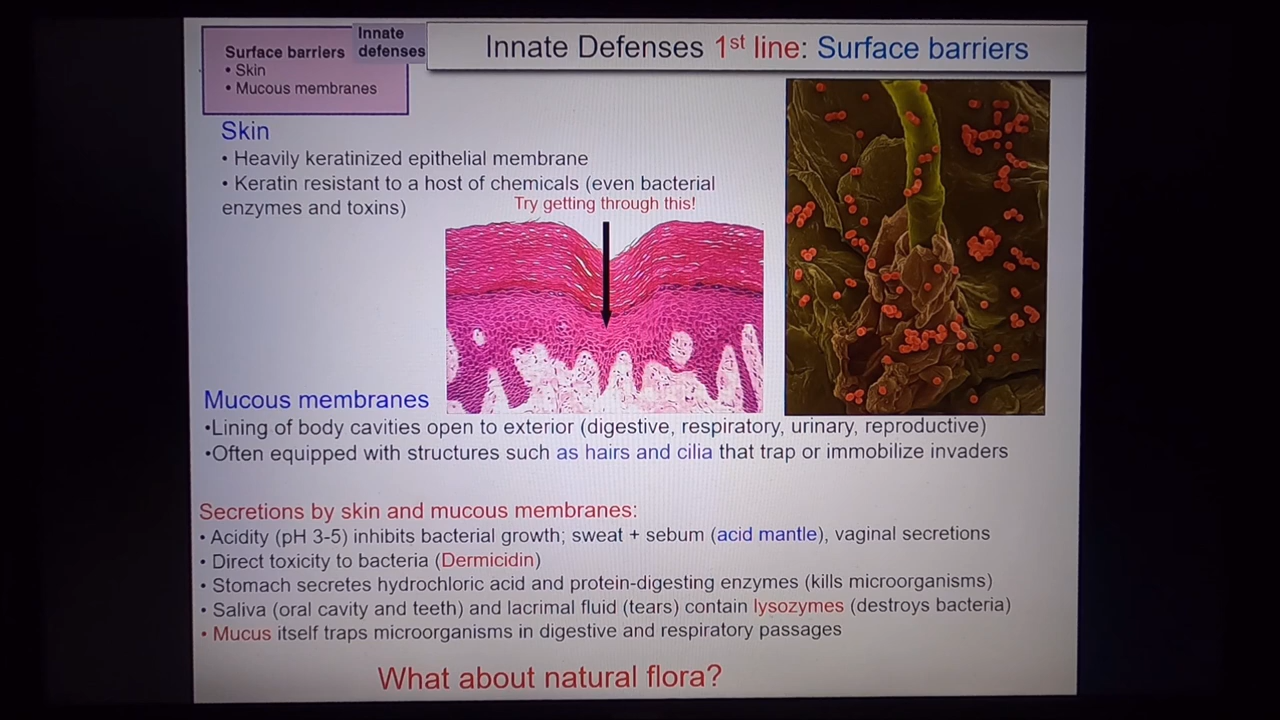 Innate defenses
Surface barriers
• Skin
• Mucous membranes
Innate Defenses 1st line: Surface barriers
Skin
• Heavily keratinized epithelial membrane
• Keratin resistant to a host of chemicals (even bacterial
enzymes and toxins)
Try getting through this!
Mucous membranes
•Lining of body cavities open to exterior (digestive, respiratory, urinary, reproductive)
•Often equipped with structures such as hairs and cilia that trap or immobilize invaders
Secretions by skin and mucous membranes:
• Acidity (pH 3-5) inhibits bacterial growth; sweat + sebum (acid mantle), vaginal secretions
• Direct toxicity to bacteria (Dermicidin)
• Stomach secretes hydrochloric acid and protein-digesting enzymes (kills microorganisms)
• Saliva (oral cavity and teeth) and lacrimal fluid (tears) contain lysozymes (destroys bacteria)
• Mucus itself traps microorganisms in digestive and respiratory passages
What about natural flora?